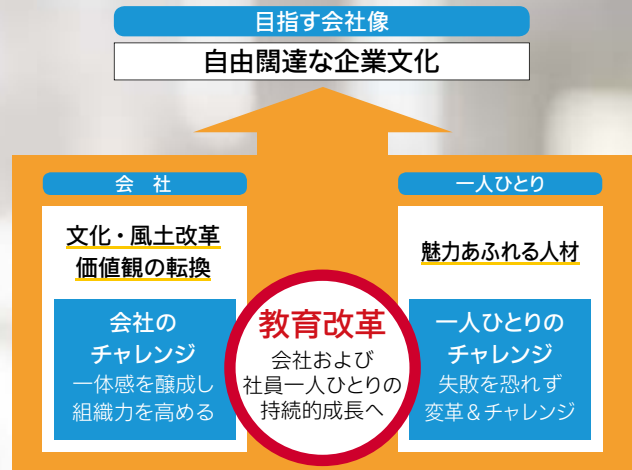 目指す会社像
自由闊達な企業文化
会 社
文化・風土改革
価値観の転換
会社の
チャレンジ
一体感を醸成し
組織力を高める
教育改革
会社および
社員一人ひとりの
持続的成長へ
一人ひとり
魅力あふれる人材
一人ひとりの
チャレンジ
失敗を恐れず
変革&チャレンジ